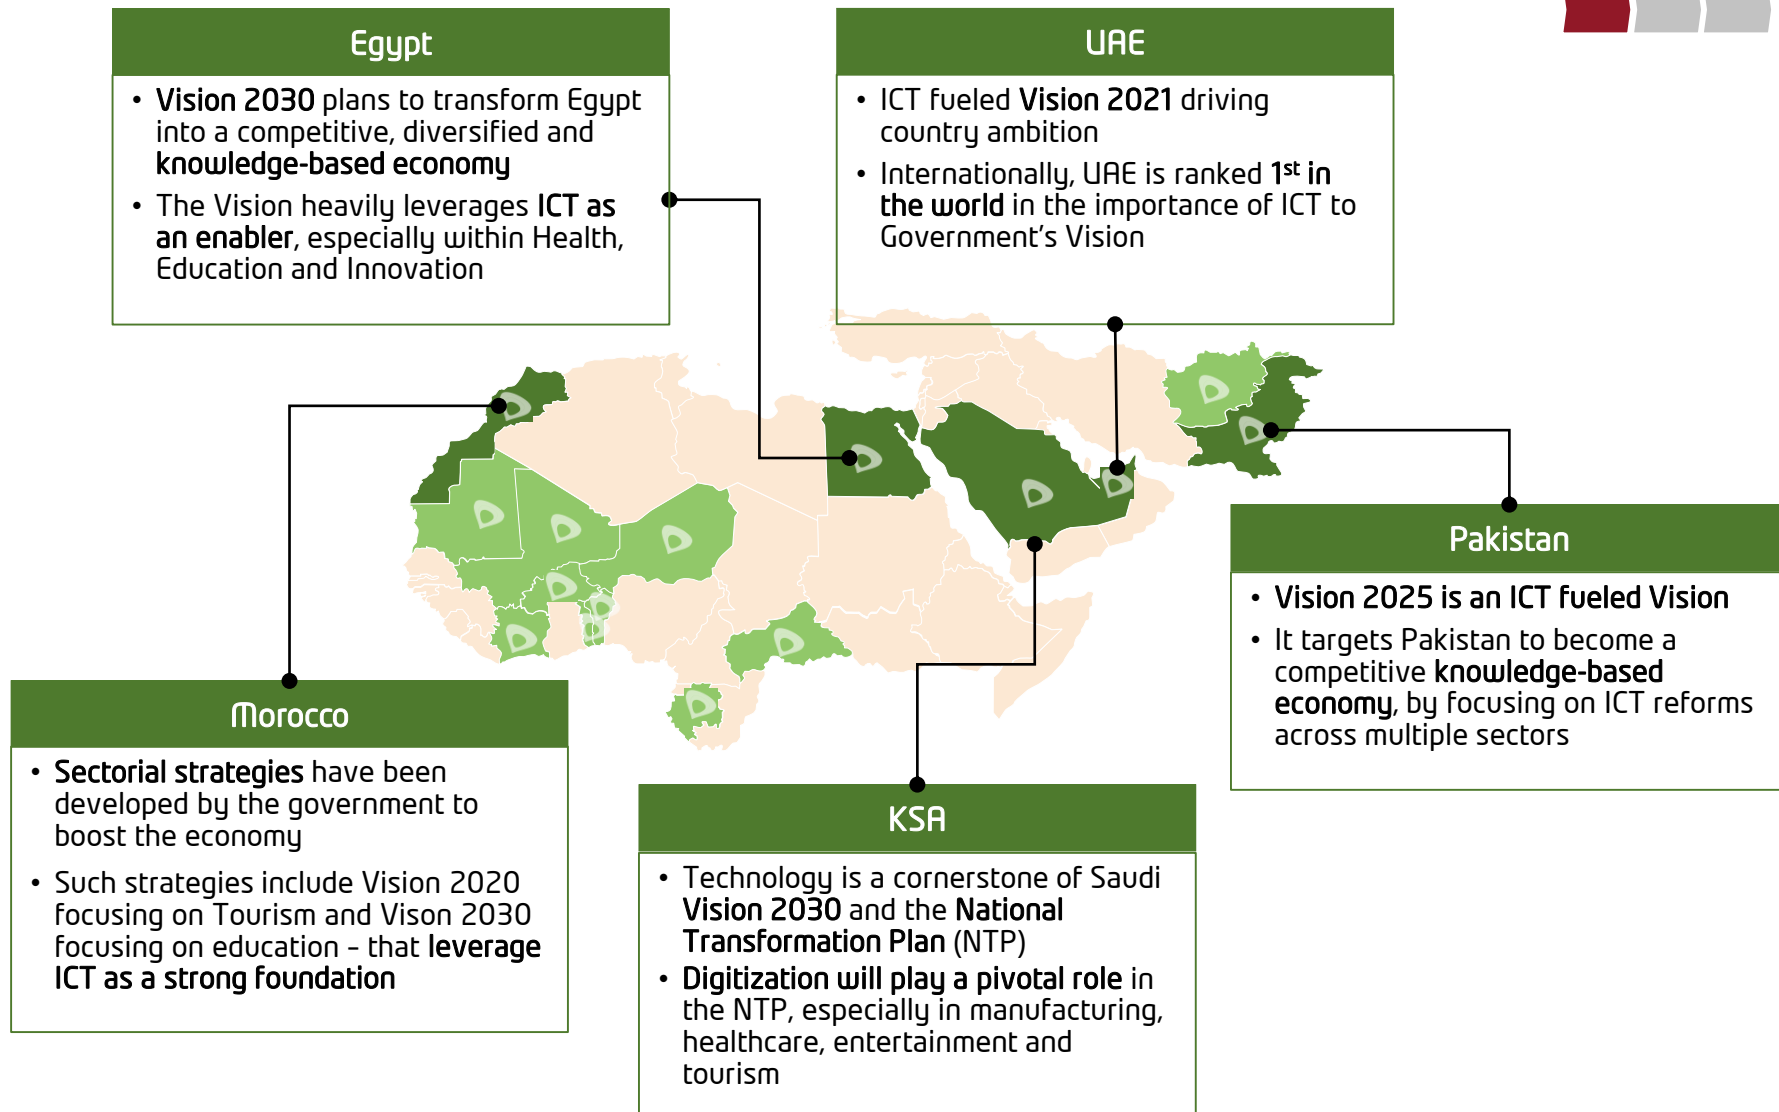 Egypt
• Vision 2030 plans to transform Egypt
into a competitive, diversified and
knowledge-based economy
• The Vision heavily leverages ICT as
an enabler, especially within Health,
Education and Innovation
UAE
• ICT fueled Vision 2021 driving
country ambition
• Internationally, UAE is ranked 1st in
the world in the importance of ICT to
Government's Vision
Pakistan
• Vision 2025 is an ICT fueled Vision
• It targets Pakistan to become a
competitive knowledge-based
economy, by focusing on ICT reforms
across multiple sectors
Morocco
• Sectorial strategies have been
developed by the government to
boost the economy
• Such strategies include Vision 2020
focusing on Tourism and Vison 2030
focusing on education – that leverage
ICT as a strong foundation
KSA
• Technology is a cornerstone of Saudi
Vision 2030 and the National
Transformation Plan (NTP)
• Digitization will play a pivotal role in
the NTP, especially in manufacturing,
healthcare, entertainment and
tourism